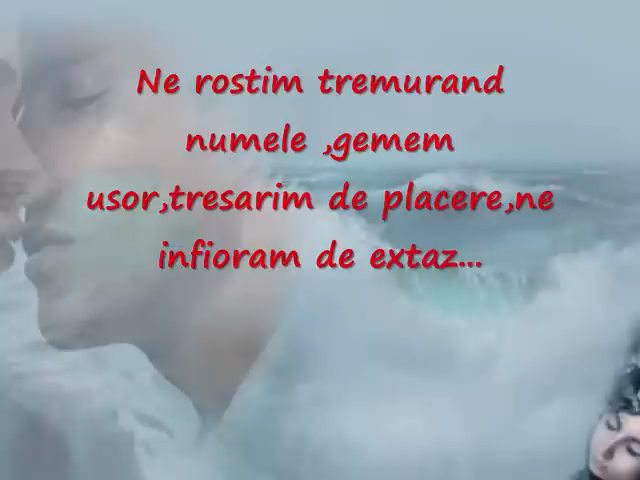 Ne rostim tremurand
numele ,gemem
usor,tresarim de placere,ne
infioram de extaz...